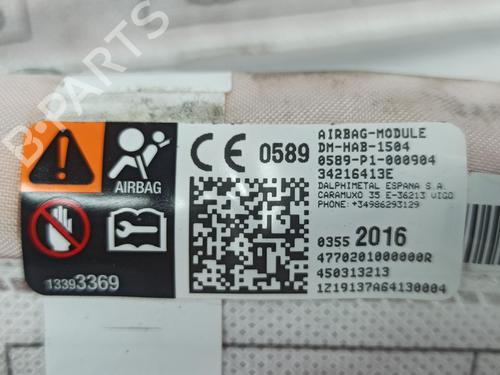 B-PARTS
AIRBAG
13393369
CE 0589
AIRBAG-MODULE
DM-HAB-1504
0589-P1-000904
34216413E
DALPHIMETAL ESPANA S.A.
CARAMUXO 35 E-36213 VIGO
PHONE: +34986293129
0355 2016
4770201000000R
450313213
1Z19137A64130004